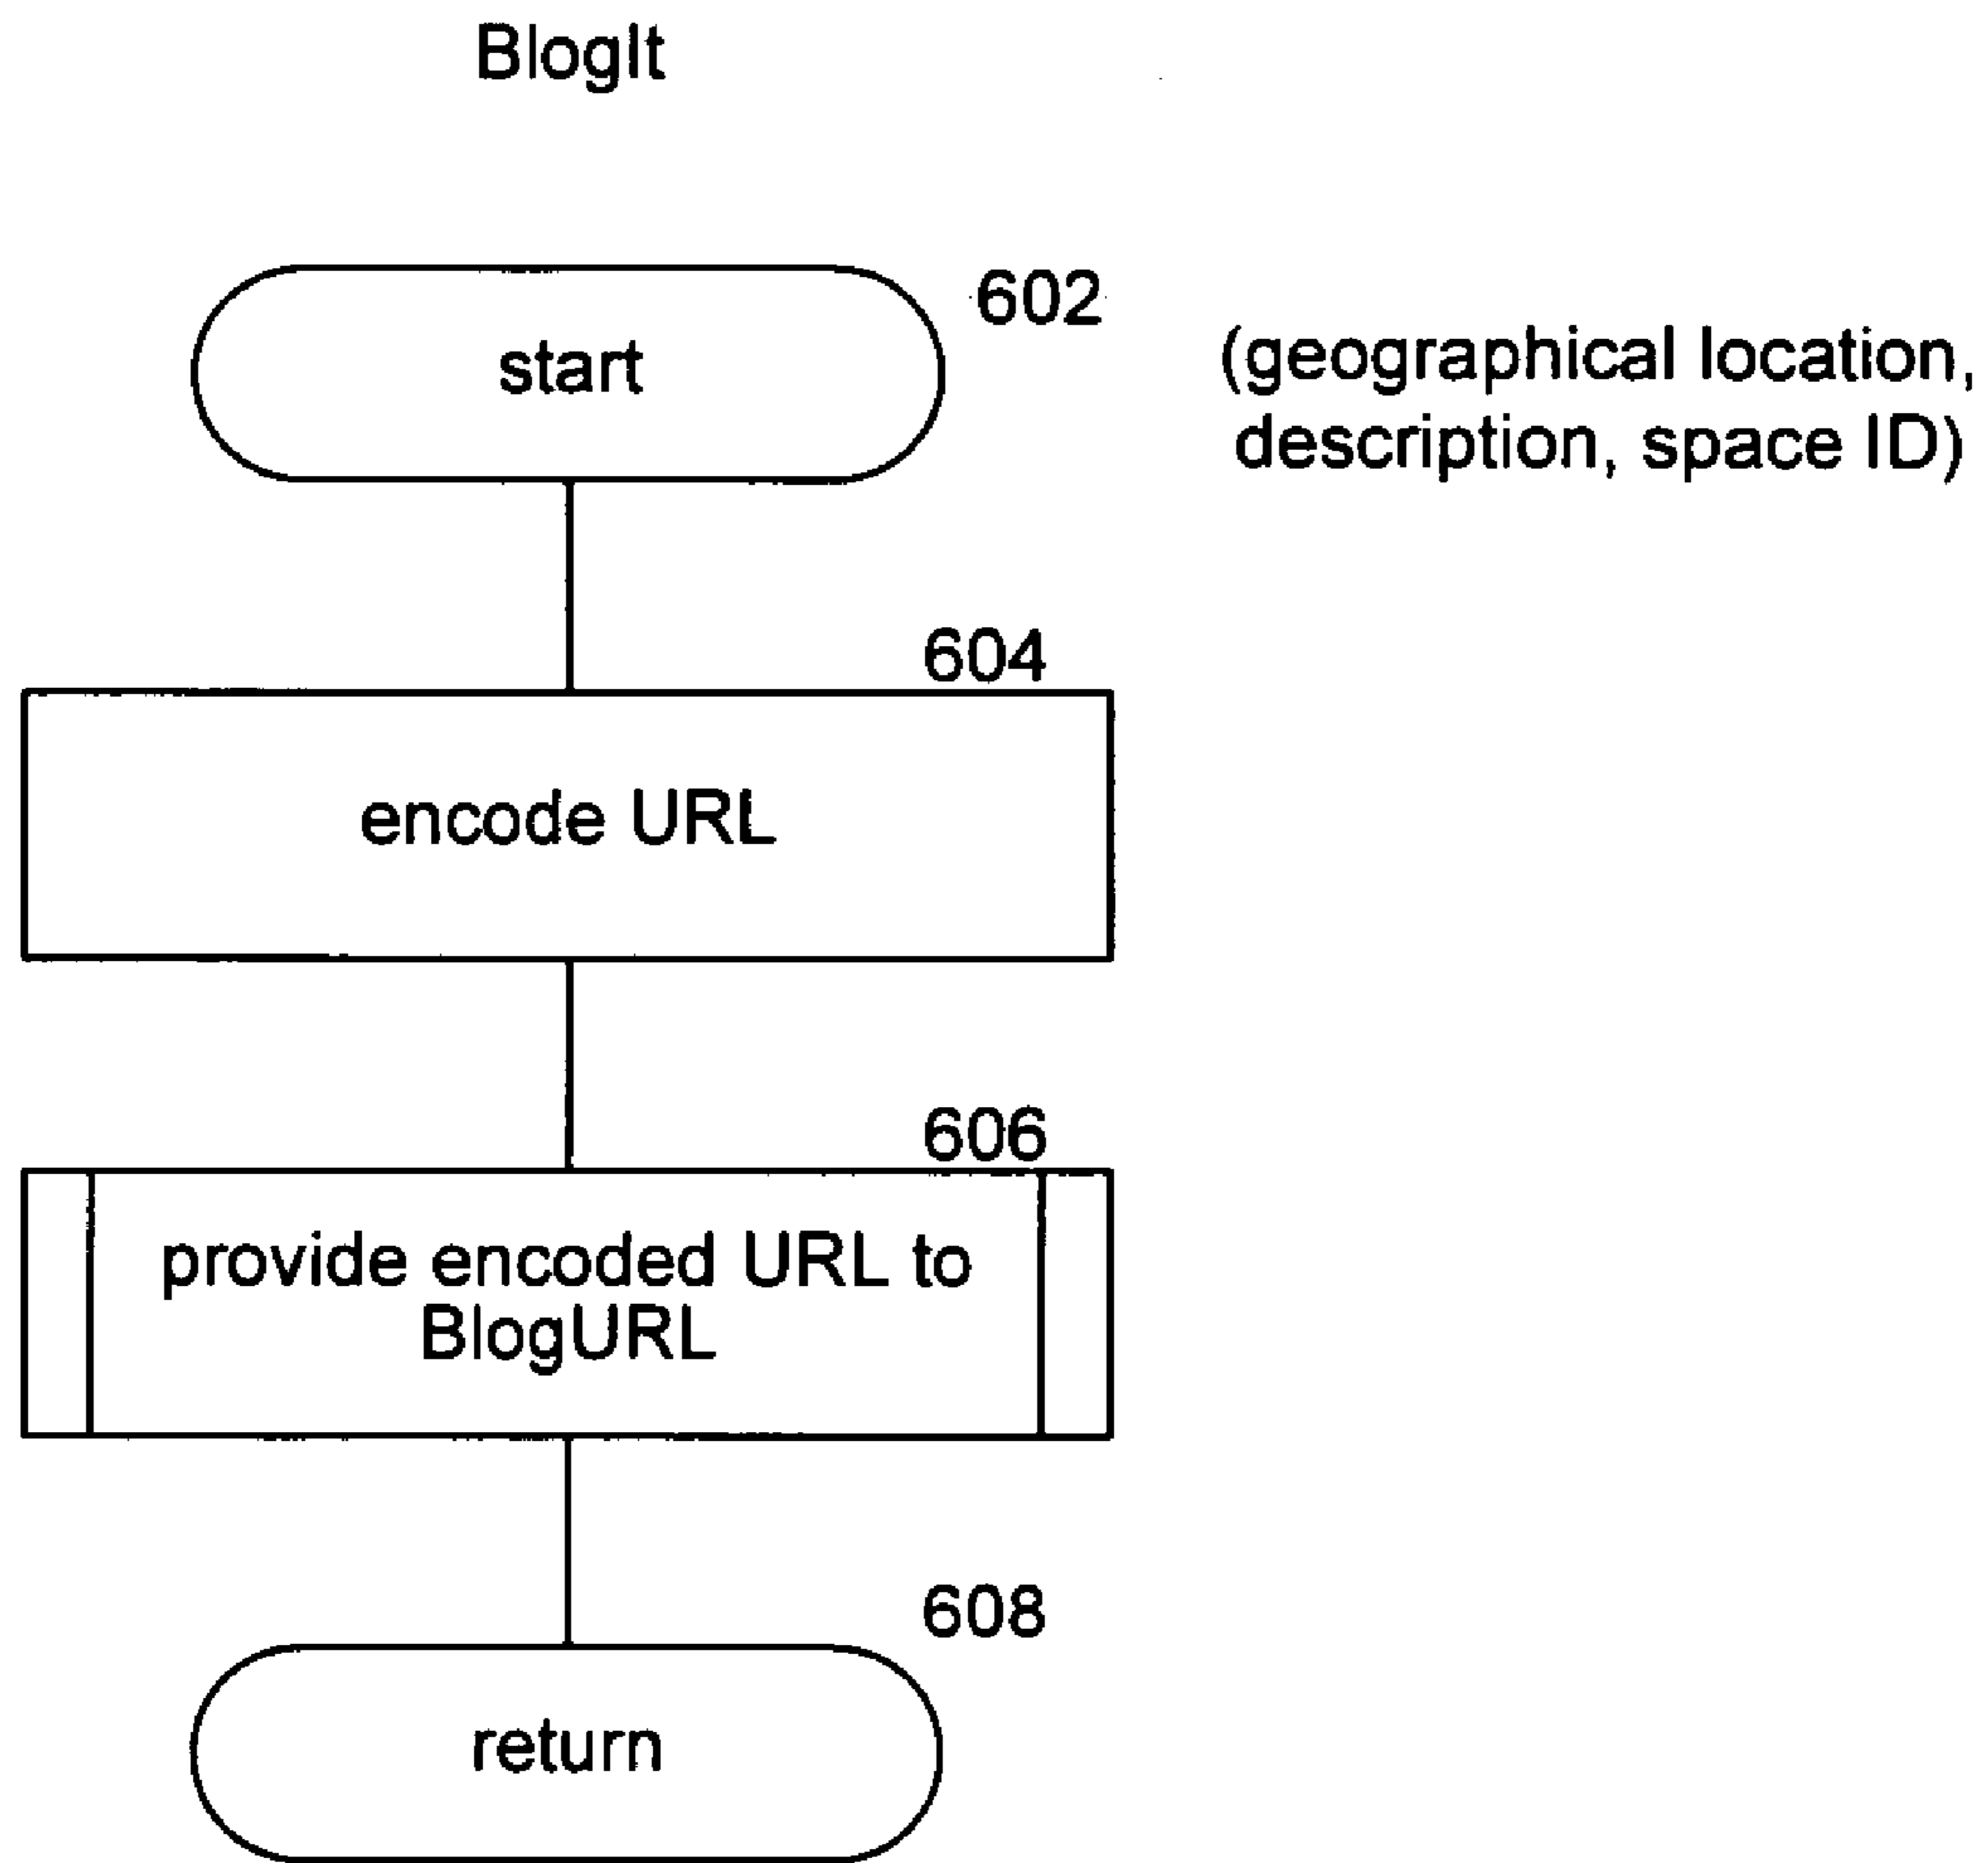 BlogIt
602
start
(geographical location,
description, space ID)
604
encode URL
606
provide encoded URL to
BlogURL
608
return